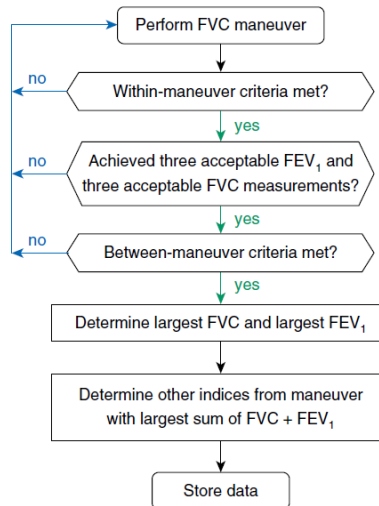 Perform FVC maneuver
no
Within-maneuver criteria met?
yes
no
Achieved three acceptable FEV₁ and
three acceptable FVC measurements?
yes
no
Between-maneuver criteria met?
yes
Determine largest FVC and largest FEV₁
Determine other indices from maneuver
with largest sum of FVC + FEV₁
Store data